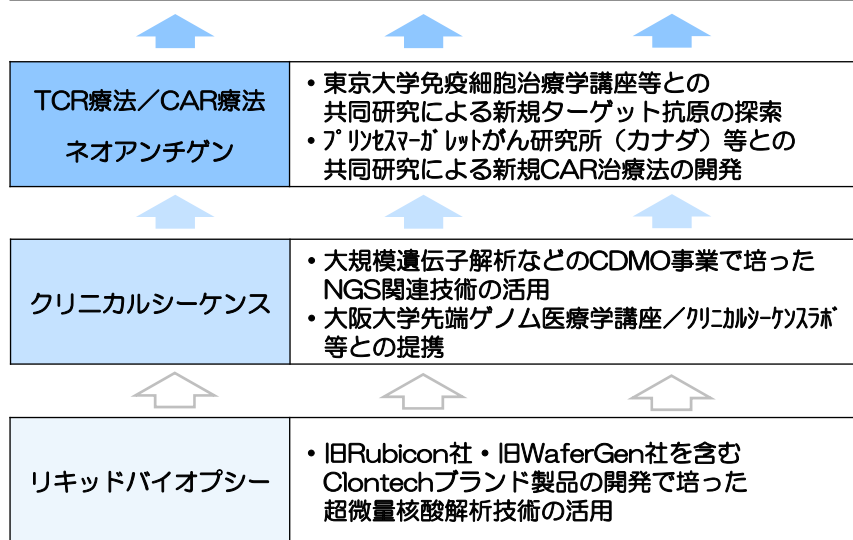 TCR療法／CAR療法
ネオアンチゲン
・東京大学免疫細胞治療学講座等との
共同研究による新規ターゲット抗原の探索
・ﾌﾟﾘﾝｾｽﾏｰｶﾞﾚｯﾄがん研究所（カナダ）等との
共同研究による新規CAR治療法の開発
クリニカルシーケンス
・大規模遺伝子解析などのCDMO事業で培った
NGS関連技術の活用
・大阪大学先端ゲノム医療学講座／ｸﾘﾆｶﾙｼｰｹﾝｽﾗﾎﾞ
等との提携
リキッドバイオプシー
・旧Rubicon社・旧WaferGen社を含む
Clontechブランド製品の開発で培った
超微量核酸解析技術の活用